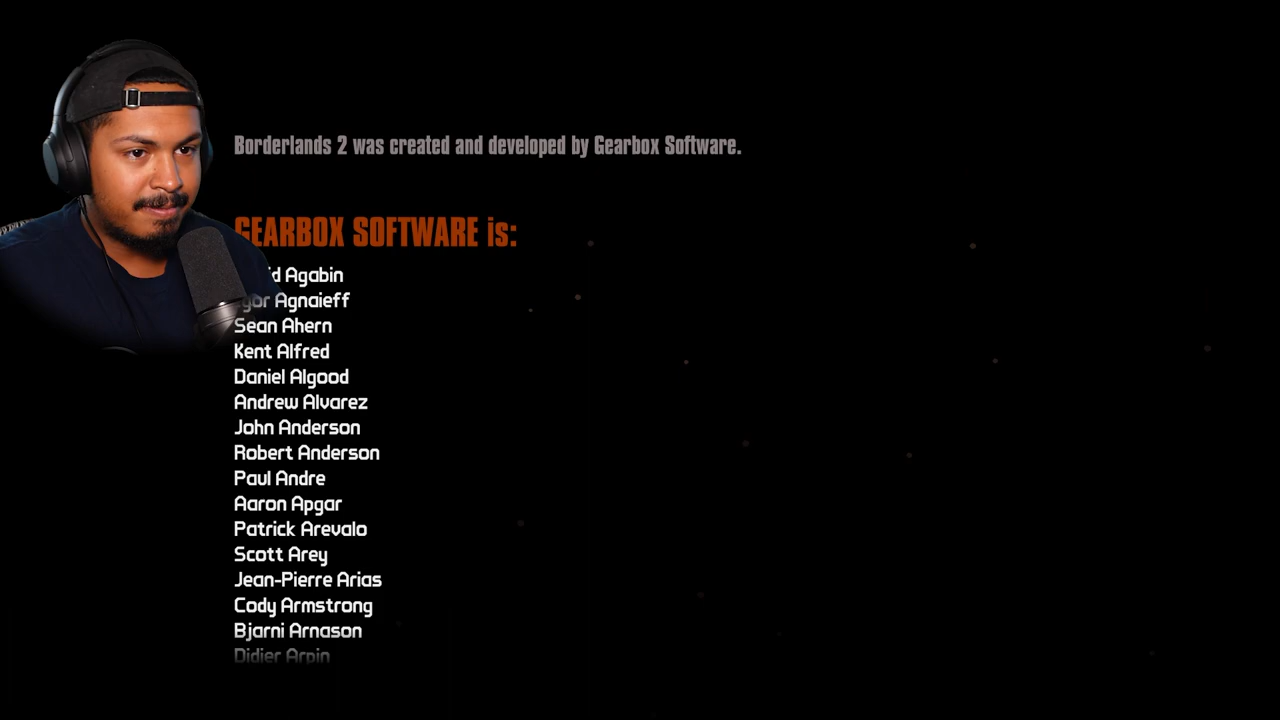 Borderlands 2 was created and developed by Gearbox Software.
GEARBOX SOFTWARE is:
Agabin
Agnaieff
Sean Ahern
Kent Alfred
Daniel Algood
Andrew Alvarez
John Anderson
Robert Anderson
Paul Andre
Aaron Apgar
Patrick Arevalo
Scott Arey
Jean-Pierre Arias
Cody Armstrong
Bjarni Arnason
Didier Arpin